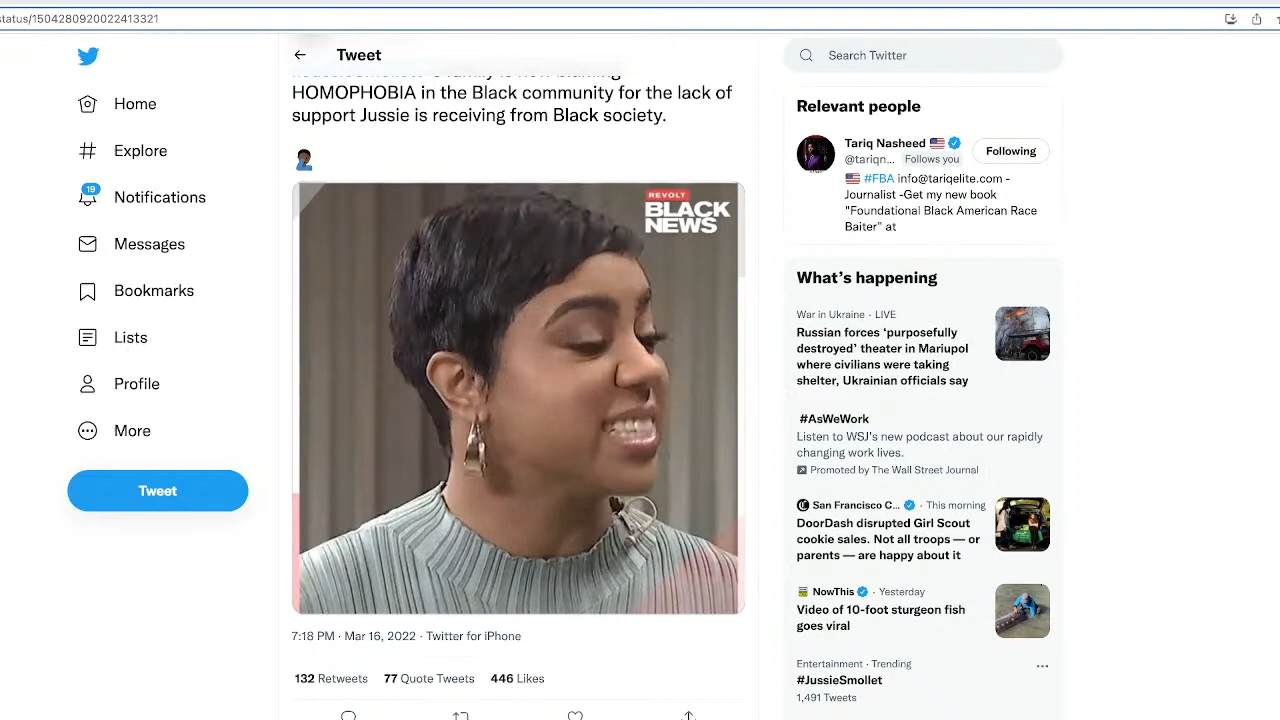 status/1504280920022413321
Home
Explore
19
Notifications
Messages
Bookmarks
Lists
Profile
More
Tweet
Tweet
HOMOPHOBIA in the Black community for the lack of
support Jussie is receiving from Black society.
REVOLT
BLACK
NEWS
7:18 PM · Mar 16, 2022 · Twitter for iPhone
132 Retweets 77 Quote Tweets 446 Likes
Search Twitter
Relevant people
Tariq Nasheed
@tariqn... Follows you
Following
#FBA info@tariqelite.com -
Journalist -Get my new book
"Foundational Black American Race
Baiter" at
What's happening
War in Ukraine · LIVE
Russian forces ‘purposefully
destroyed’ theater in Mariupol
where civilians were taking
shelter, Ukrainian officials say
#AsWeWork
Listen to WSJ's new podcast about our rapidly
changing work lives.
Promoted by The Wall Street Journal
San Francisco C... · This morning
DoorDash disrupted Girl Scout
cookie sales. Not all troops — or
parents — are happy about it
NowThis · Yesterday
Video of 10-foot sturgeon fish
goes viral
Entertainment · Trending
#JussieSmollet
1,491 Tweets